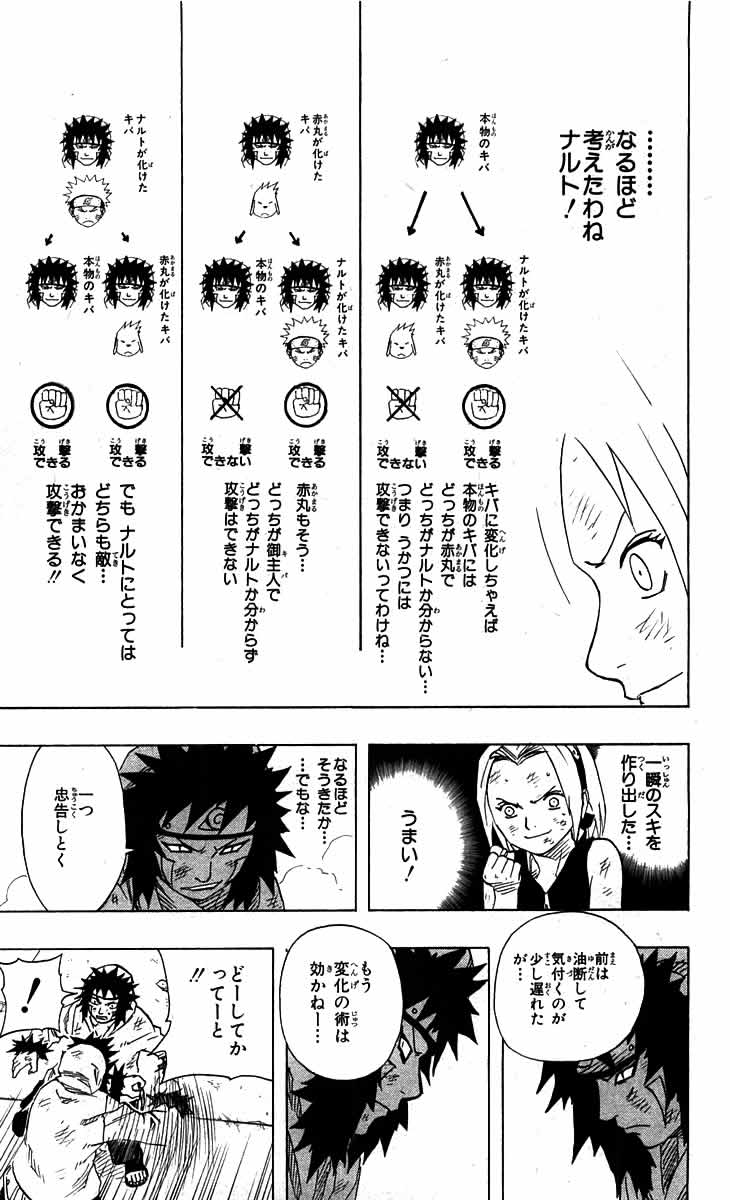 ………
なるほど
考えたわね
ナルト！
本物のキバ
ナルトが化けたキバ
赤丸が化けたキバ
攻撃できる
攻撃できない
キバに変化しちゃえば
本物のキバには
どっちが赤丸で
どっちがナルトか分からない…
つまり うかつには
攻撃できないってわけね…
赤丸が化けた
キバ
ナルトが化けたキバ
本物のキバ
攻撃できる
攻撃できない
赤丸もそう…
どっちが御主人で
どっちがナルトか分からず
攻撃はできない
ナルトが化けた
キバ
赤丸が化けたキバ
本物のキバ
攻撃できる
攻撃できる
でも ナルトにとっては
どちらも敵…
おかまいなく
攻撃できる!!
一瞬のスキを
作り出した…
うまい！
なるほど
そうきたか…
…でもな…
一つ
忠告しとく
前は
油断して
気付くのが
少し遅れた
が…
もう
変化の術は
効かねー…
どーしてか
ってーと
!!
！